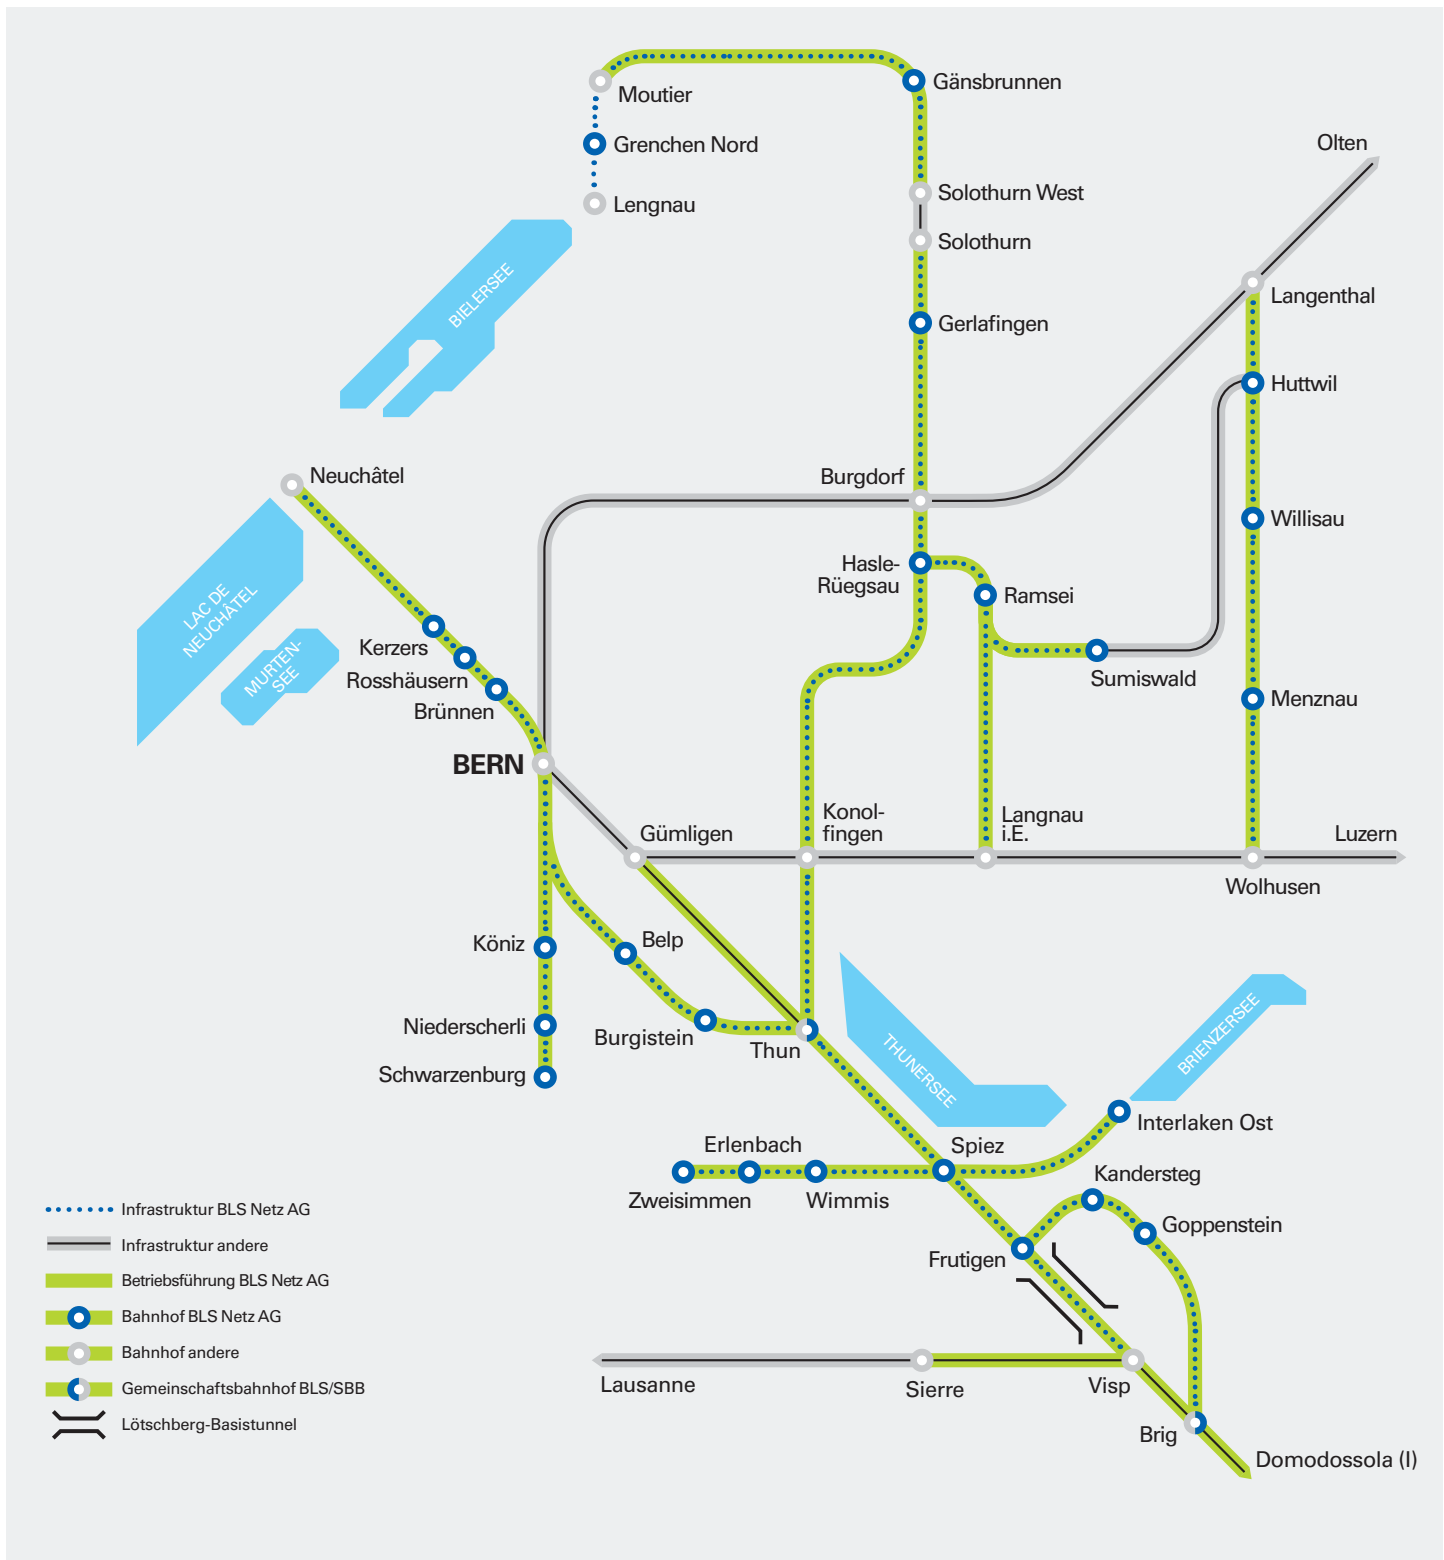 Moutier
Gänsbrunnen
Grenchen Nord
Olten
Solothurn West
Lengnau
Solothurn
BIELERSEE
Langenthal
Gerlafingen
Huttwil
Neuchâtel
Burgdorf
Willisau
Hasle-
Rüegsau
Ramsei
LAC DE
NEUCHÂTEL
MURTEN-
SEE
Kerzers
Rosshäusern
Brünnen
Sumiswald
Menznau
BERN
Konol-
fingen
Langnau
i.E.
Gümligen
Luzern
Wolhusen
Köniz
Belp
Niederscherli
Burgistein
Thun
THUNERSEE
BRIENZERSEE
Schwarzenburg
Interlaken Ost
Erlenbach
Spiez
Kandersteg
Zweisimmen
Wimmis
Goppenstein
Frutigen
Lausanne
Sierre
Visp
Brig
Domodossola (I)
Infrastruktur BLS Netz AG
Infrastruktur andere
Betriebsführung BLS Netz AG
Bahnhof BLS Netz AG
Bahnhof andere
Gemeinschaftsbahnhof BLS/SBB
Lötschberg-Basistunnel